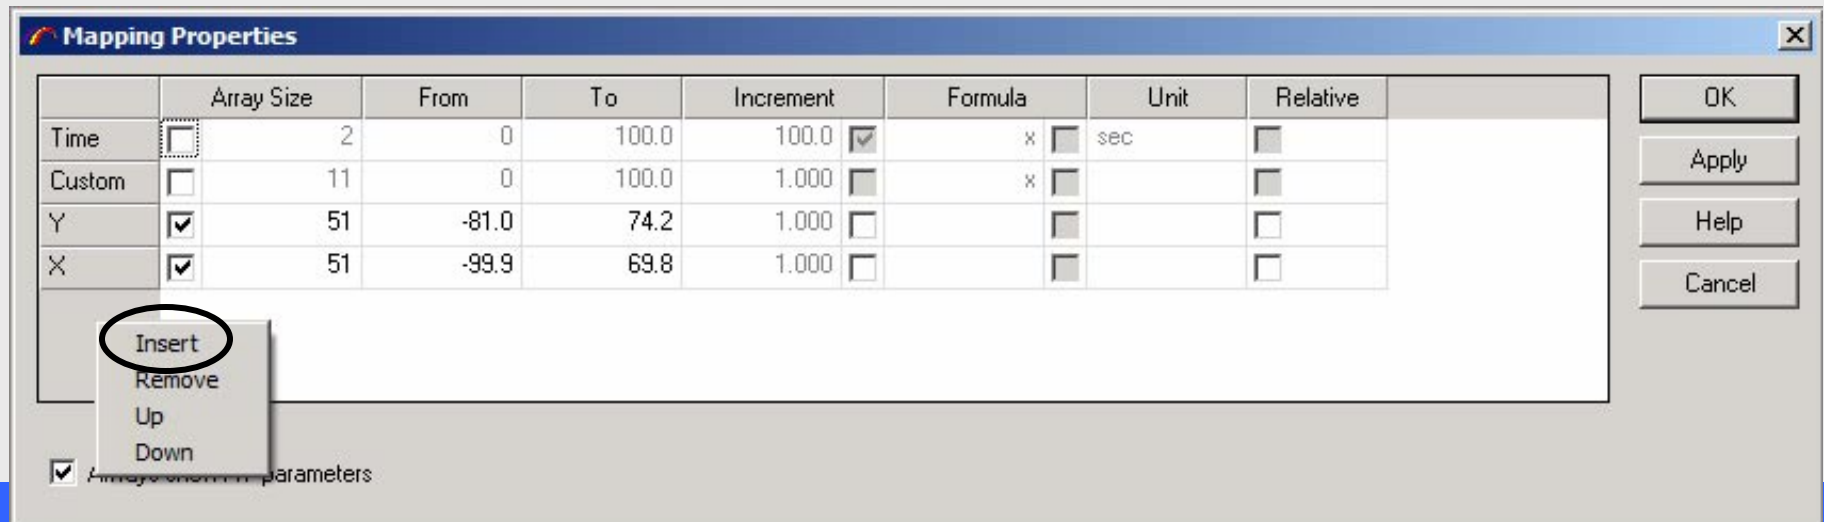 Mapping Properties
Array Size From To Increment Formula Unit Relative
Time 2 0 100.0 100.0 x sec
Custom 11 0 100.0 1.000 x
Y 51 -81.0 74.2 1.000
X 51 -99.9 69.8 1.000
OK
Apply
Help
Cancel
Insert
Remove
Up
Down
parameters